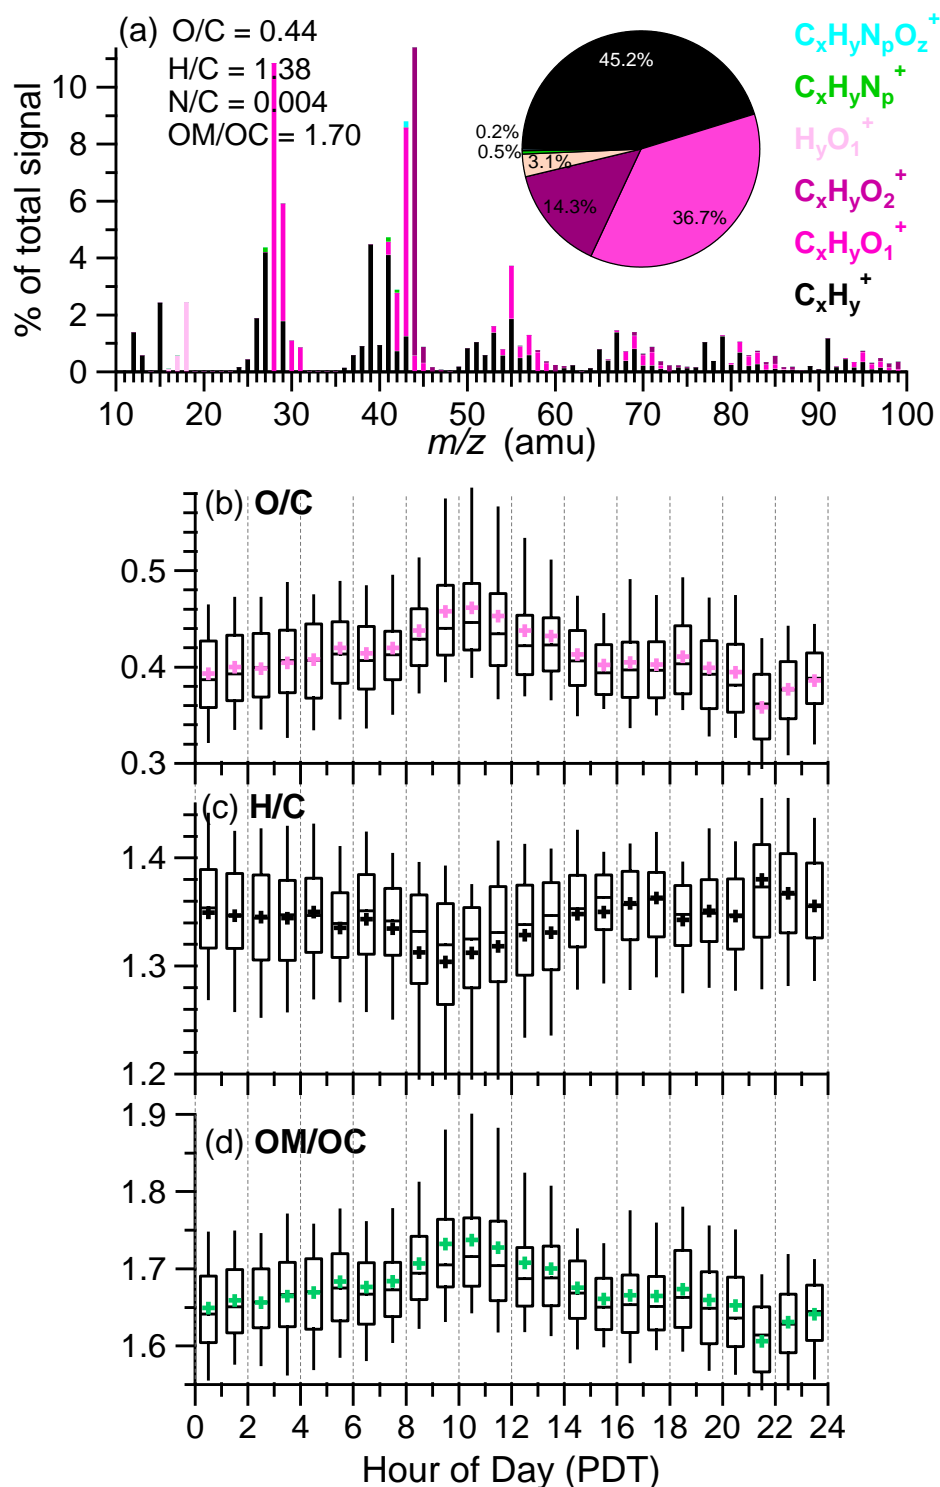 (a) O/C = 0.44
H/C = 1.38
N/C = 0.004
OM/OC = 1.70
45.2%
36.7%
14.3%
3.1%
0.5%
0.2%
CxHyNpOz+
CxHyNp+
HyO1+
CxHyO2+
CxHyO1+
CxHy+
% of total signal
10
8
6
4
2
0
10 20 30 40 50 60 70 80 90 100
m/z (amu)
(b) O/C
0.5
0.4
0.3
(c) H/C
1.4
1.3
1.2
(d) OM/OC
1.9
1.8
1.7
1.6
0 2 4 6 8 10 12 14 16 18 20 22 24
Hour of Day (PDT)